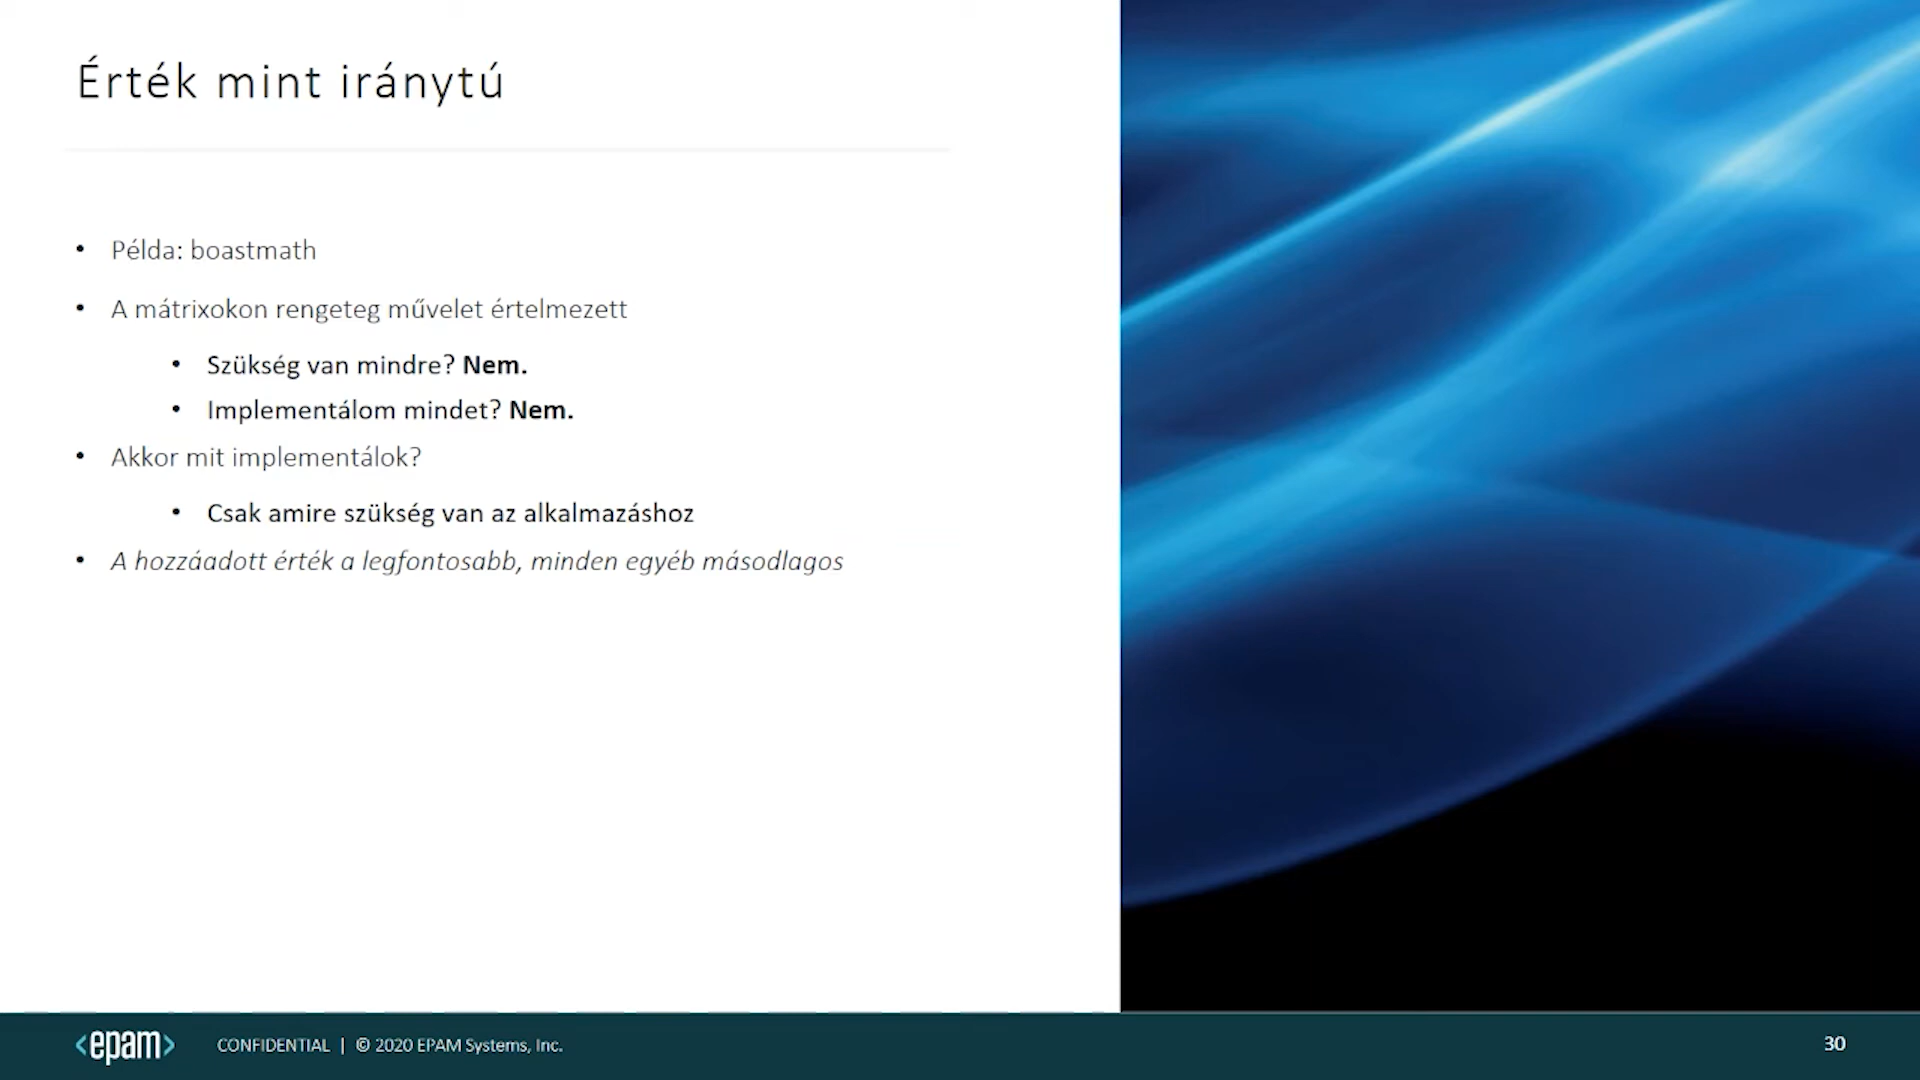 Érték mint iránytú
• Példa: boastmath
• A mátrixokon rengeteg művelet értelmezett
• Szükség van mindre? Nem.
• Implementálom mindet? Nem.
• Akkor mit implementálok?
• Csak amire szükség van az alkalmazáshoz
• A hozzáadott érték a legfontosabb, minden egyéb másodlagos
<epam> CONFIDENTIAL | © 2020 EPAM Systems, Inc. 30